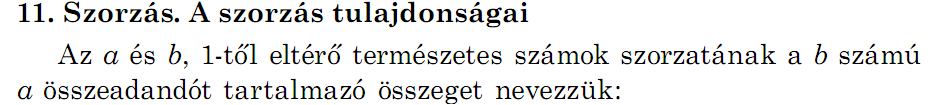 11. Szorzás. A szorzás tulajdonságai
Az a és b, 1-től eltérő természetes számok szorzatának a b számú
a összeadandót tartalmazó összeget nevezzük: